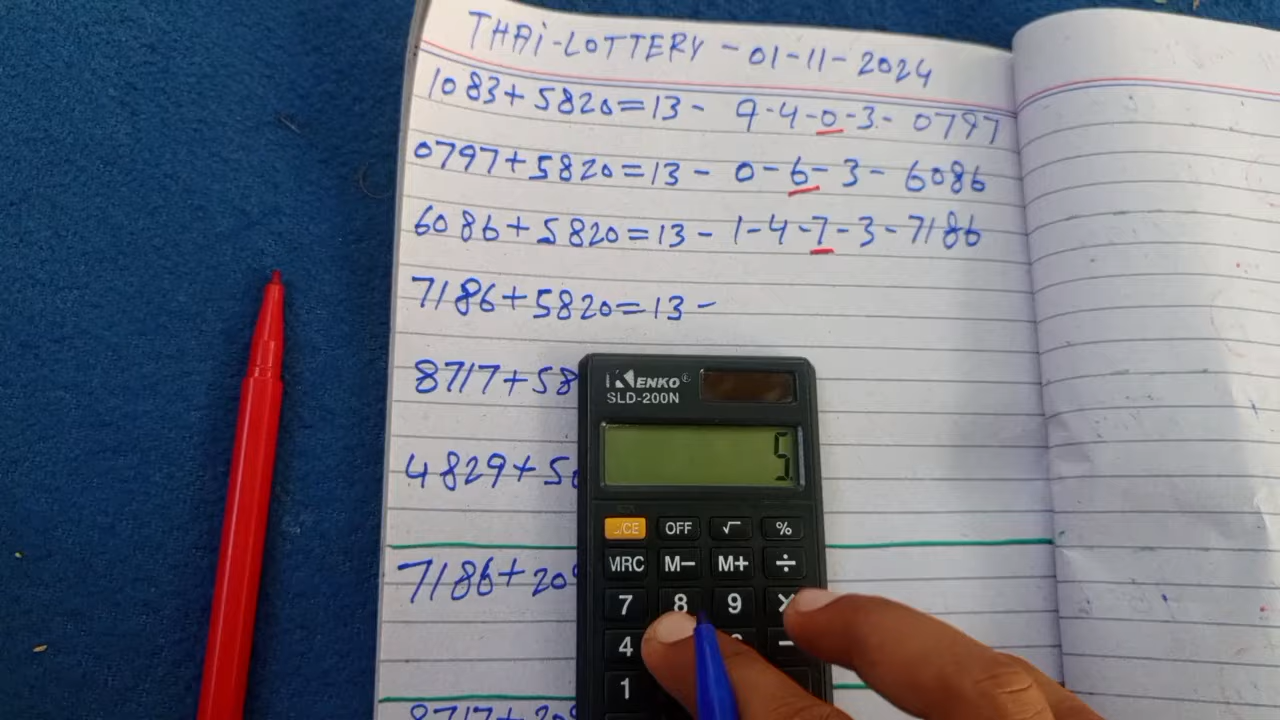 THAi-LOTTERY - 01-11-2024
1083+5820=13- 9-4-0-3- 0797
0797+5820=13- 0-6-3- 6086
6086+5820=13- 1-4-7-3-7186
7186+5820=13-
8717+58
4829+5
7186+20
8717+20
KENKO
SLD-200N
5
/CE OFF √ %
MRC M− M+ ÷
7 8 9 ×
4 −
1